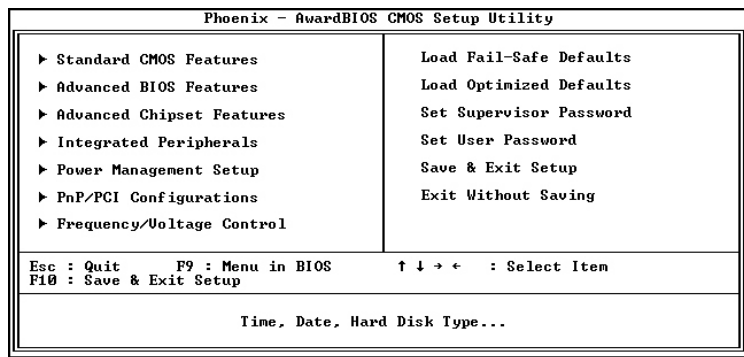 Phoenix - AwardBIOS CMOS Setup Utility
▶ Standard CMOS Features
▶ Advanced BIOS Features
▶ Advanced Chipset Features
▶ Integrated Peripherals
▶ Power Management Setup
▶ PnP/PCI Configurations
▶ Frequency/Voltage Control
Load Fail-Safe Defaults
Load Optimized Defaults
Set Supervisor Password
Set User Password
Save & Exit Setup
Exit Without Saving
Esc : Quit F9 : Menu in BIOS ↑ ↓ → ← : Select Item
F10 : Save & Exit Setup
Time, Date, Hard Disk Type...